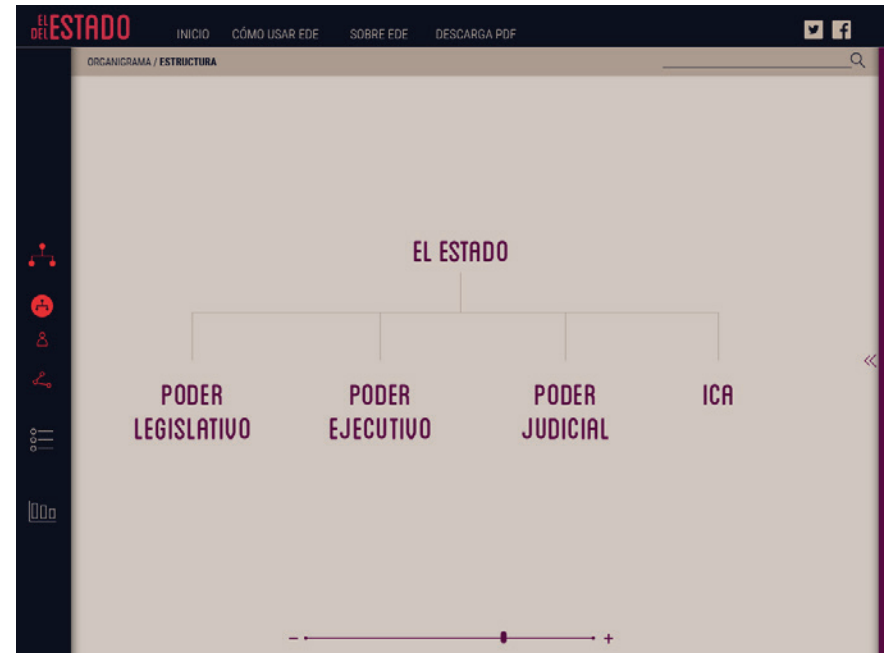 EL DEL ESTADO
INICIO CÓMO USAR EDE SOBRE EDE DESCARGA PDF
ORGANIGRAMA / ESTRUCTURA
EL ESTADO
PODER LEGISLATIVO
PODER EJECUTIVO
PODER JUDICIAL
ICA